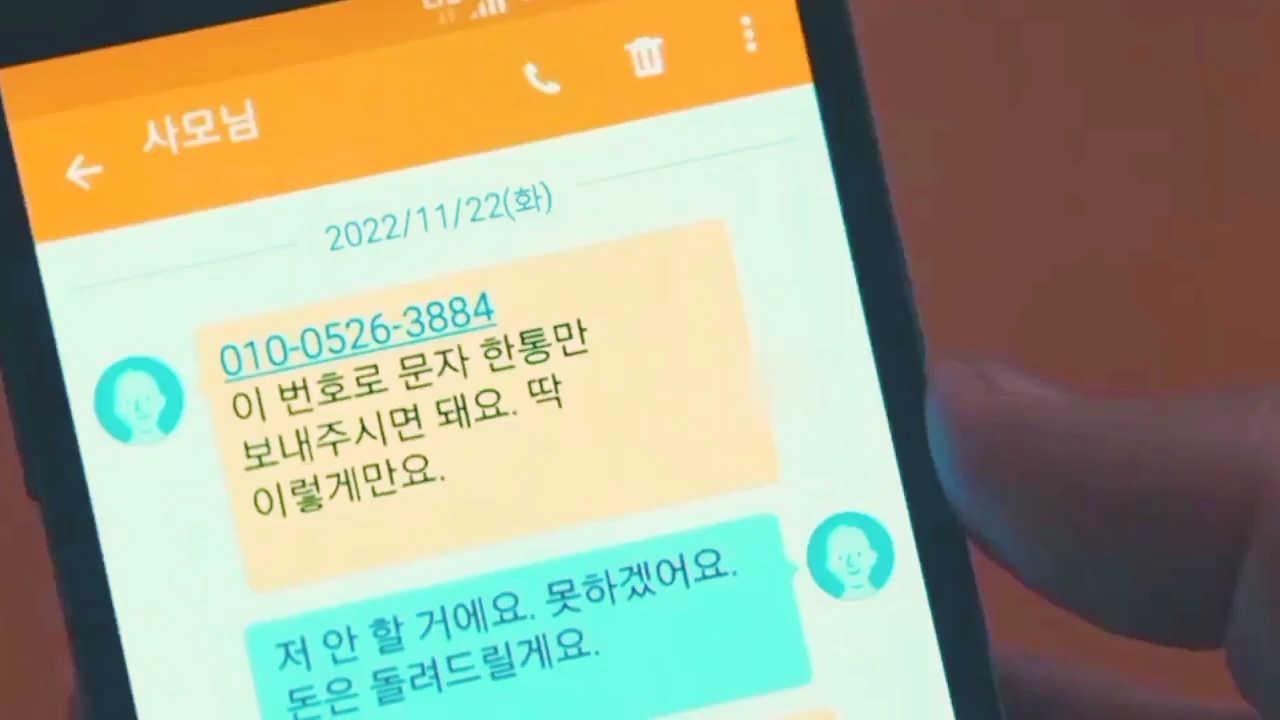 사모님
2022/11/22(화)
010-0526-3884
이 번호로 문자 한통만
보내주시면 돼요. 딱
이렇게만요.
저 안 할 거에요. 못하겠어요.
돈은 돌려드릴게요.